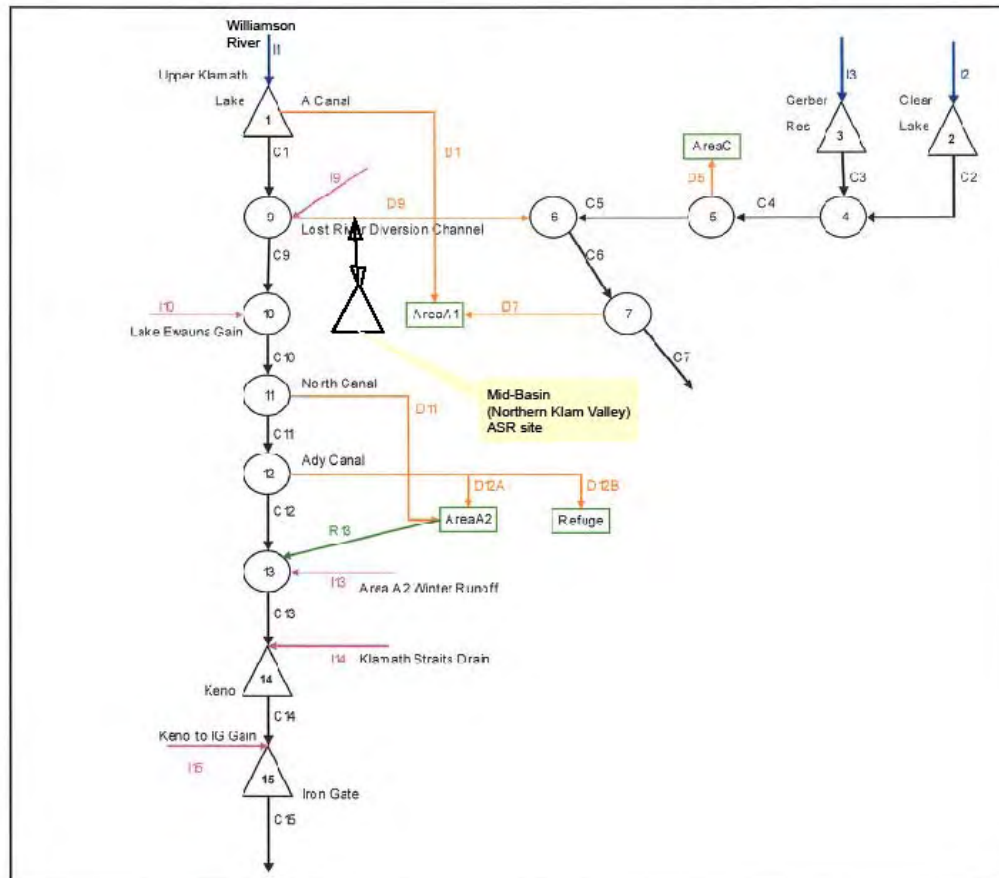 Williamson
River
I1
Upper Klamath
Lake
1
A Canal
C1
D1
I3
I2
Gerber
Res
3
Clear
Lake
2
C3
C2
AreaC
D5
I9
9
D9
Lost River Diversion Channel
6
C5
5
C4
4
C9
C6
I10
Lake Ewauna Gain
10
AreaA1
D7
7
C7
C10
11
North Canal
D11
Mid-Basin
(Northern Klam Valley)
ASR site
C11
12
Ady Canal
D12A
D12B
C12
AreaA2
Refuge
R13
13
I13
Area A2 Winter Runoff
C13
I14
Klamath Straits Drain
14
Keno
C14
Keno to IG Gain
I15
15
Iron Gate
C15